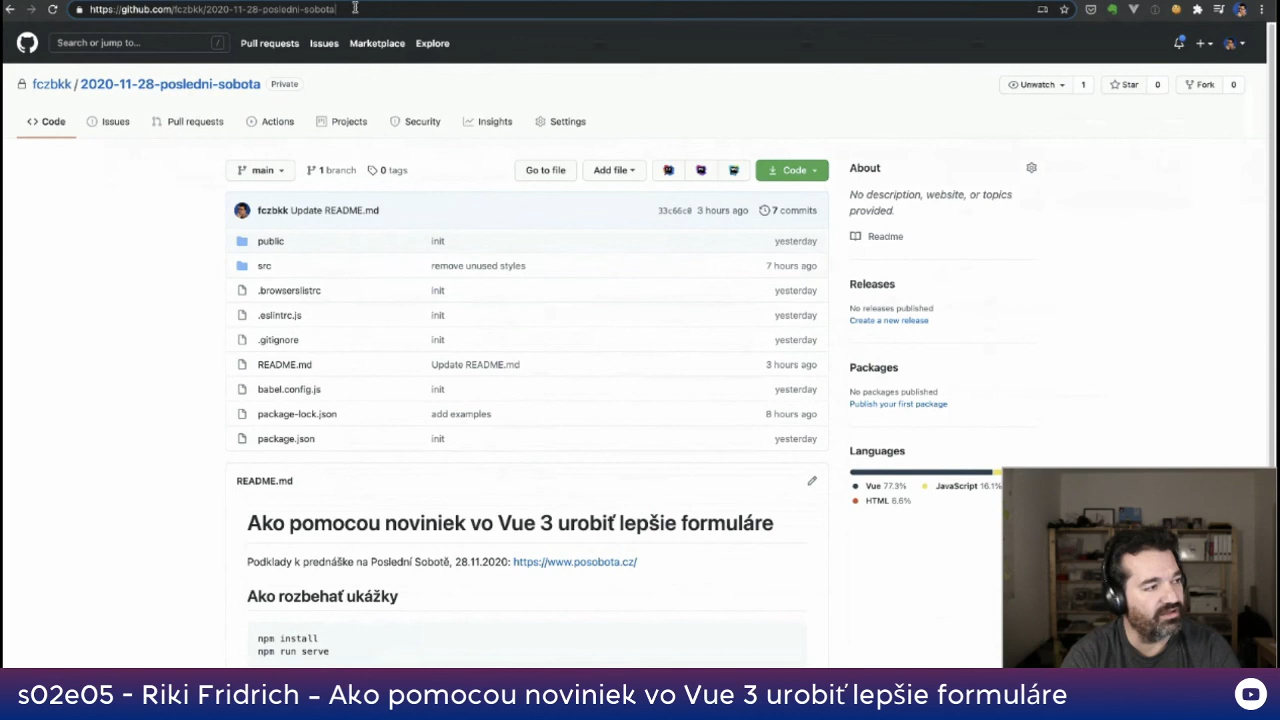 https://github.com/fczbkk/2020-11-28-posledni-sobota
Search or jump to... /
Pull requests Issues Marketplace Explore
fczbkk / 2020-11-28-posledni-sobota Private
Unwatch 1 Star 0 Fork 0
Code Issues Pull requests Actions Projects Security Insights Settings
main 1 branch 0 tags Go to file Add file Code
fczbkk Update README.md 33c66c0 3 hours ago 7 commits
public init yesterday
src remove unused styles 7 hours ago
.browserslistrc init yesterday
.eslintrc.js init yesterday
.gitignore init yesterday
README.md Update README.md 3 hours ago
babel.config.js init yesterday
package-lock.json add examples 8 hours ago
package.json init yesterday
README.md
Ako pomocou noviniek vo Vue 3 urobiť lepšie formuláre
Podklady k prednáške na Poslední Sobotě, 28.11.2020: https://www.posobota.cz/
Ako rozbehať ukážky
npm install
npm run serve
About
No description, website, or topics
provided.
Readme
Releases
No releases published
Create a new release
Packages
No packages published
Publish your first package
Languages
Vue 77.3% JavaScript 16.1%
HTML 6.6%
s02e05 - Riki Fridrich - Ako pomocou noviniek vo Vue 3 urobiť lepšie formuláre